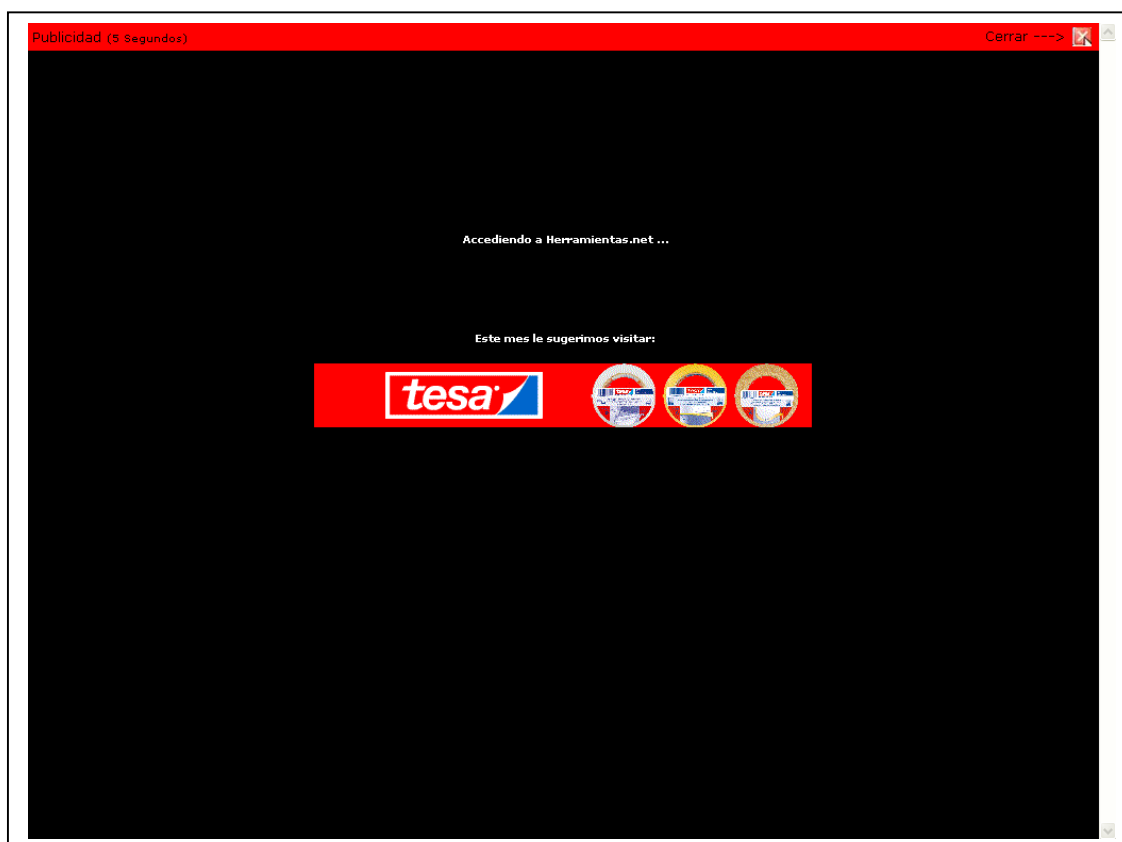 Publicidad (5 Segundos)
Cerrar --->
Accediendo a Herramientas.net ...
Este mes le sugerimos visitar:
tesa